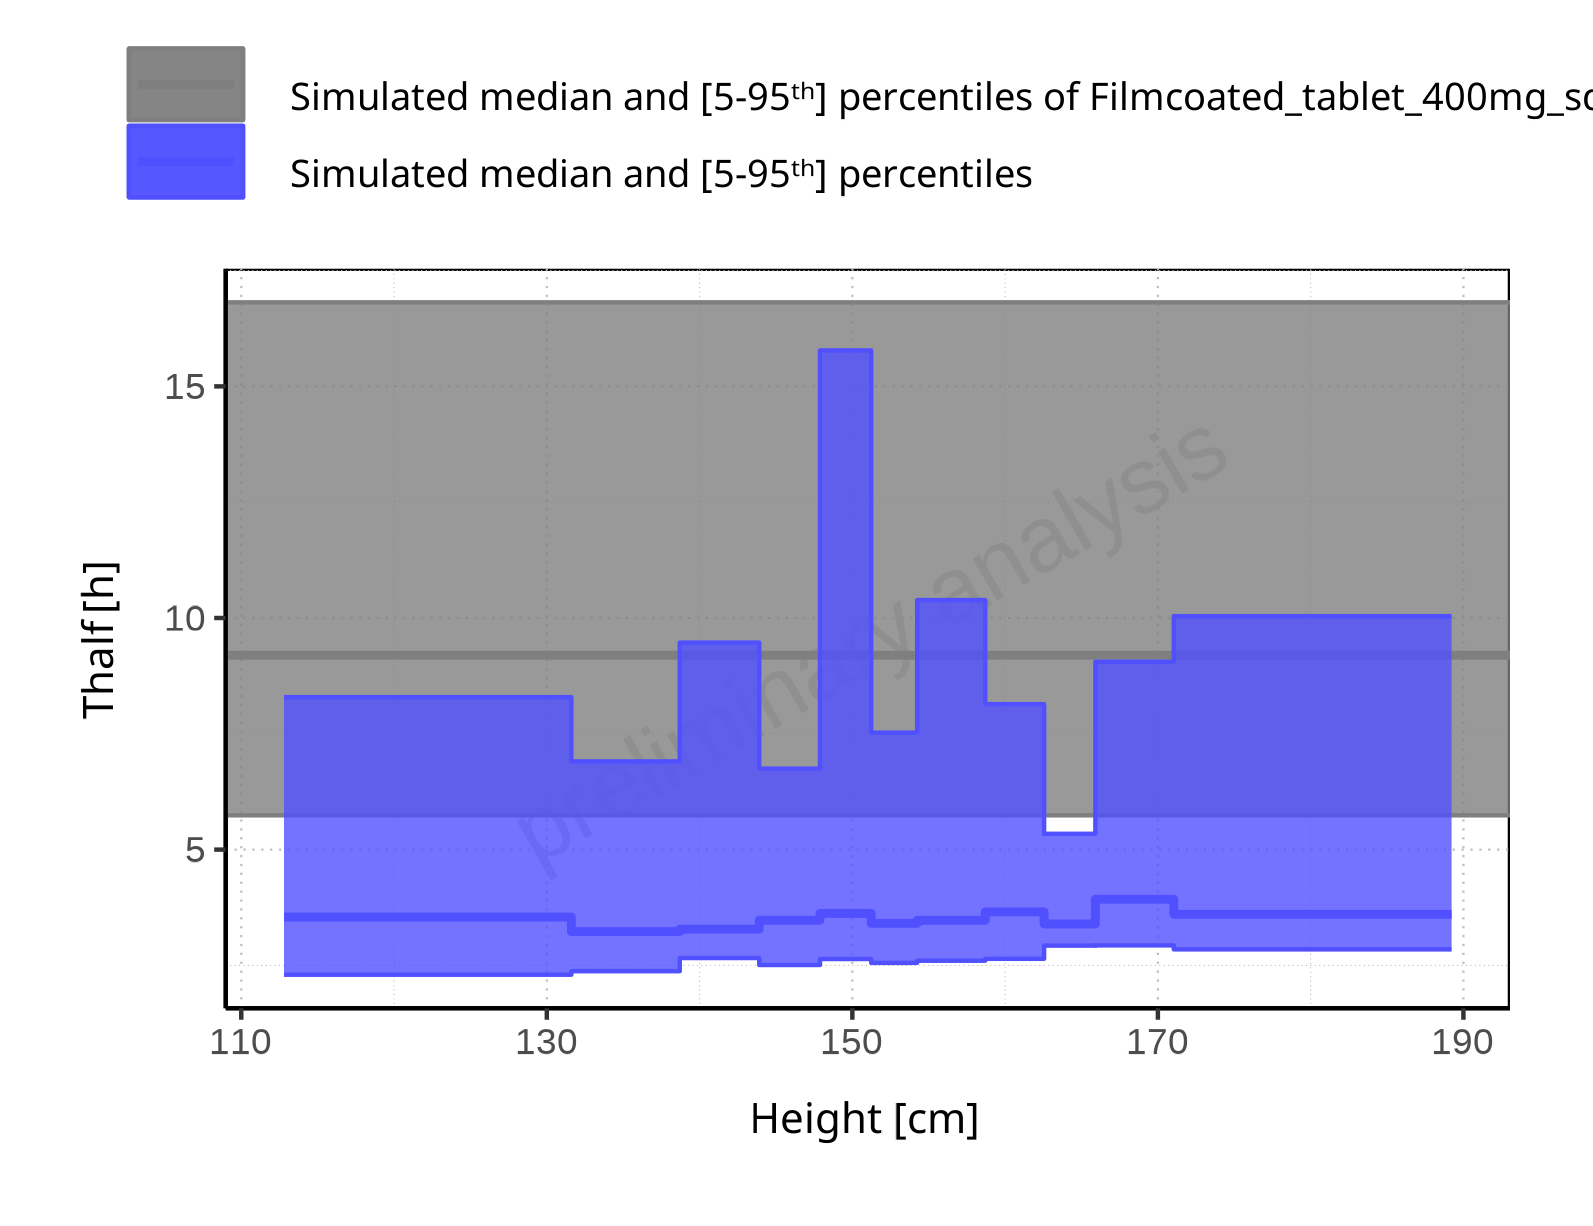 Simulated median and [5-95ᵗʰ] percentiles of Filmcoated_tablet_400mg_
Simulated median and [5-95ᵗʰ] percentiles
15
10
5
Thalf [h]
preliminary analysis
110 130 150 170 190
Height [cm]